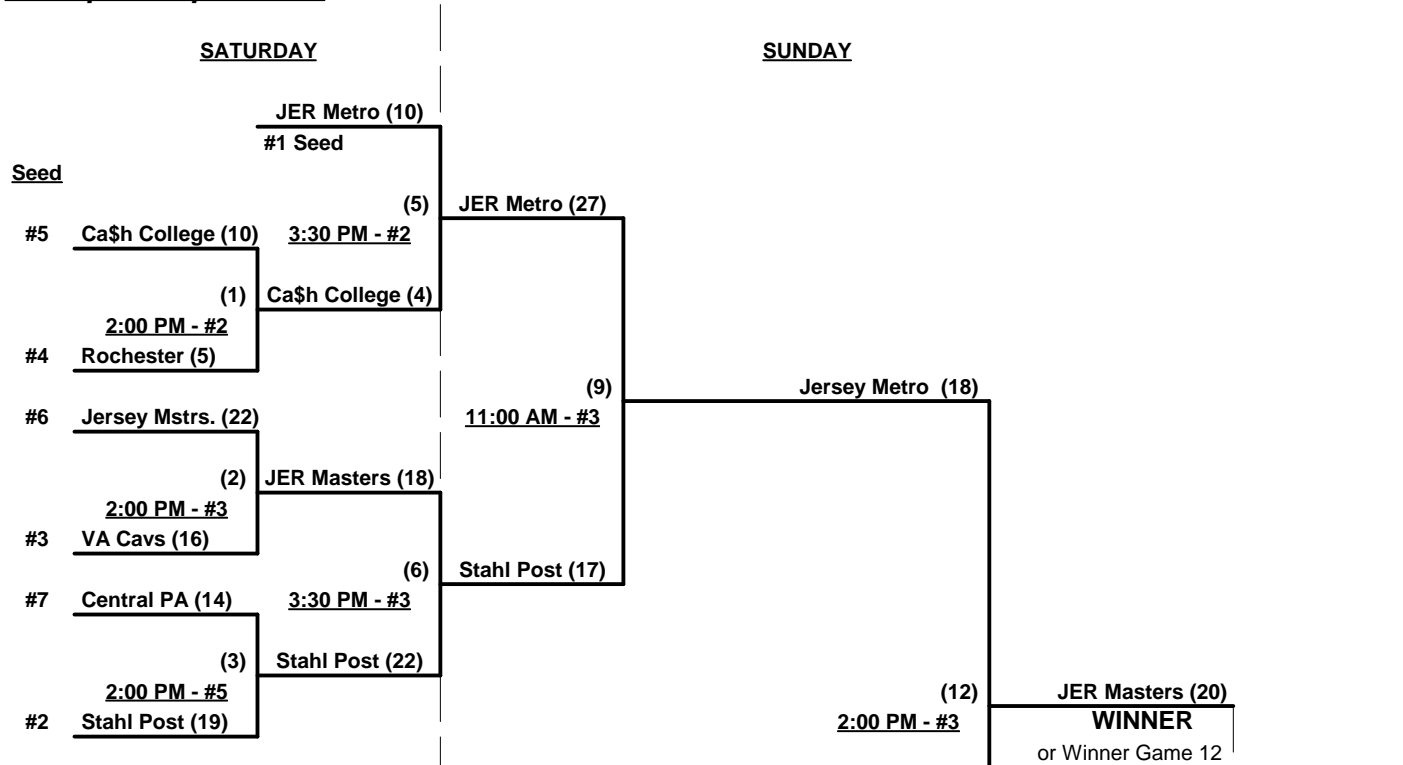 SATURDAY
SUNDAY
JER Metro (10)
#1 Seed
Seed
(5)
JER Metro (27)
#5
Ca$h College (10)
3:30 PM - #2
(1)
Ca$h College (4)
2:00 PM - #2
#4
Rochester (5)
(9)
Jersey Metro (18)
#6
Jersey Mstrs. (22)
11:00 AM - #3
(2)
JER Masters (18)
2:00 PM - #3
#3
VA Cavs (16)
(6)
Stahl Post (17)
#7
Central PA (14)
3:30 PM - #3
(3)
Stahl Post (22)
2:00 PM - #5
(12)
JER Masters (20)
#2
Stahl Post (19)
2:00 PM - #3
WINNER
or Winner Game 12